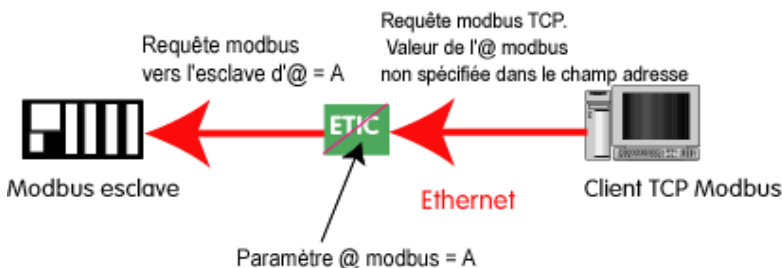 Requête modbus TCP.
Valeur de l'@ modbus
non spécifiée dans le champ adresse
Requête modbus
vers l'esclave d'@ = A
ETIC
Modbus esclave
Ethernet
Client TCP Modbus
Paramètre @ modbus = A